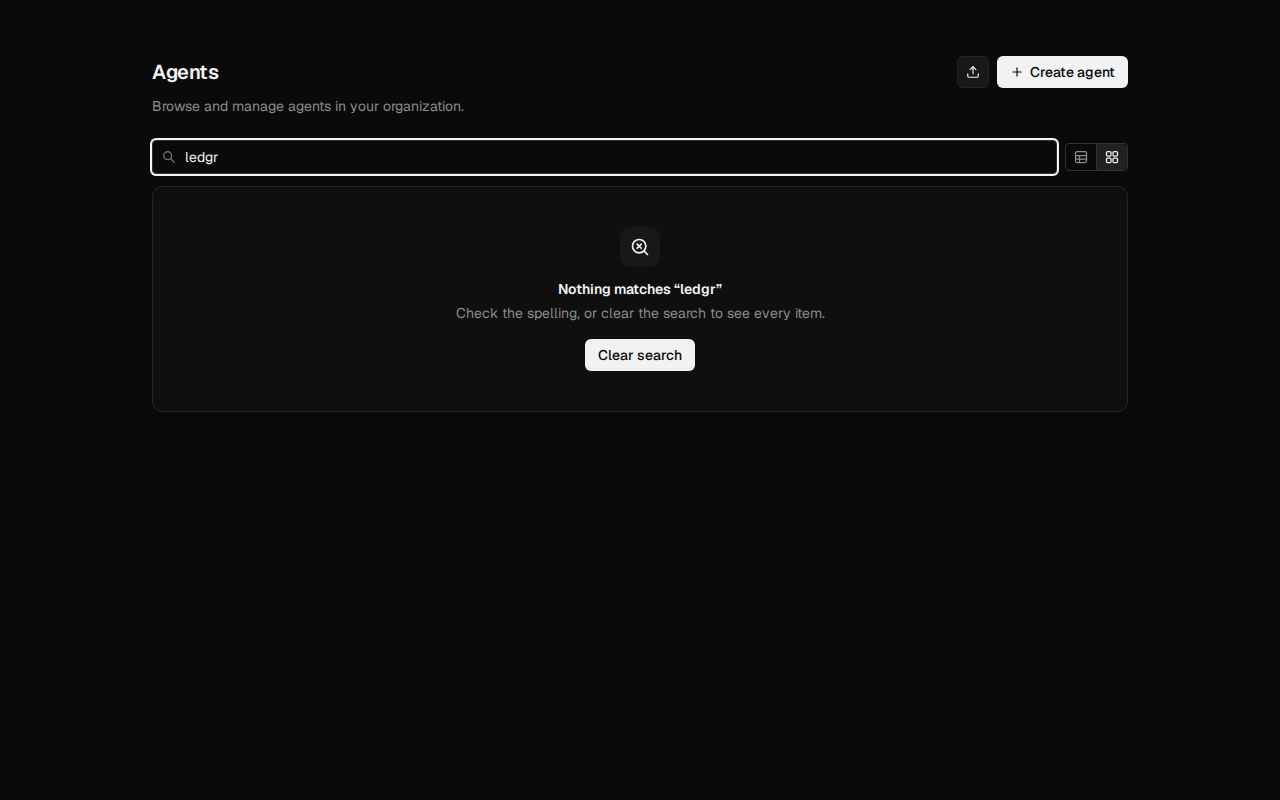 Agents
Create agent
Browse and manage agents in your organization.
ledgr
Nothing matches “ledgr”
Check the spelling, or clear the search to see every item.
Clear search